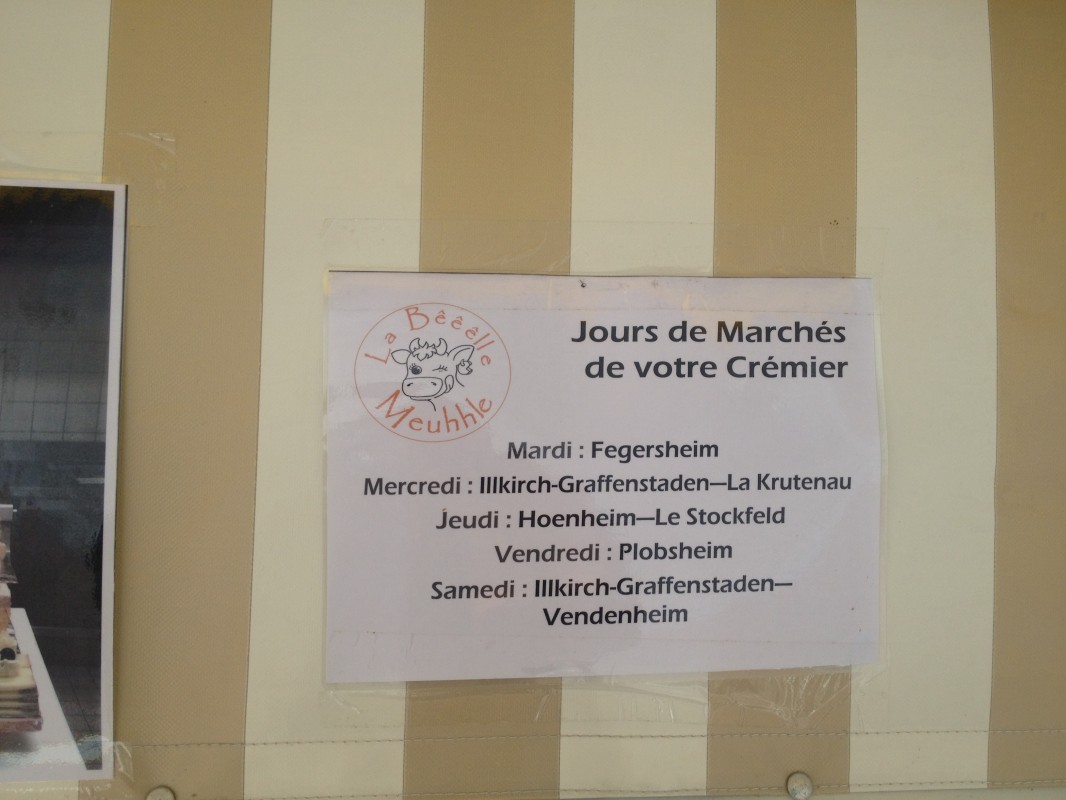 La Bêêêlle
Meuhhle
Jours de Marchés
de votre Crémier
Mardi : Fegersheim
Mercredi : Illkirch-Graffenstaden—La Krutenau
Jeudi : Hoenheim—Le Stockfeld
Vendredi : Plobsheim
Samedi : Illkirch-Graffenstaden—
Vendenheim